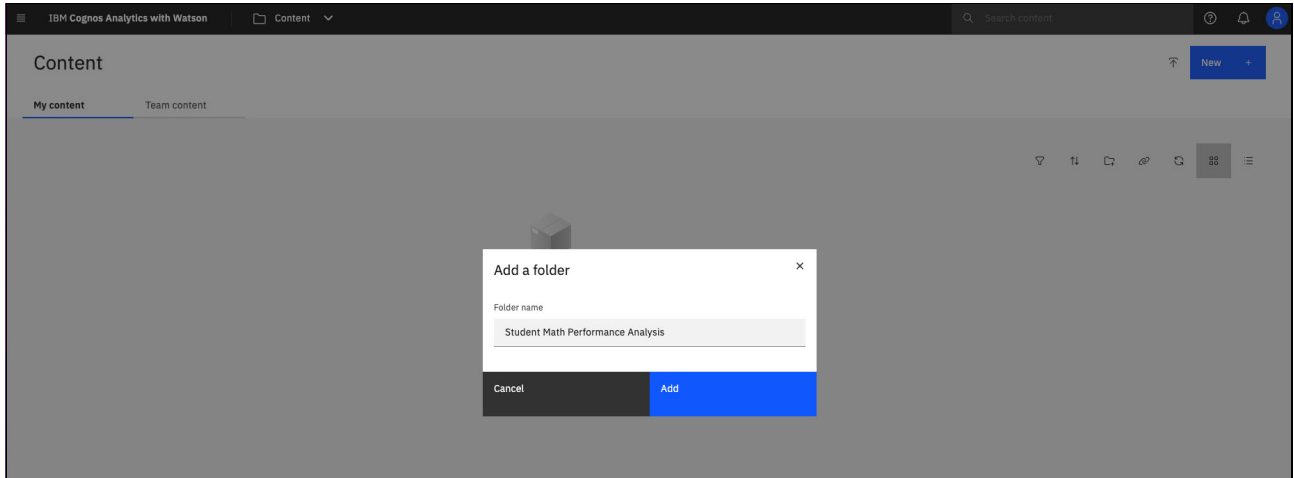 IBM Cognos Analytics with Watson
Content
Search content
Content
New +
My content
Team content
Add a folder
Folder name
Student Math Performance Analysis
Cancel
Add